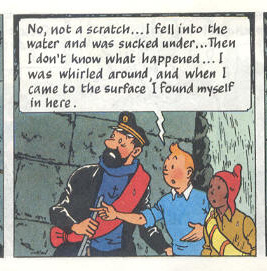 No, not a scratch... I fell into the
water and was sucked under... Then
I don't know what happened... I
was whirled around, and when I
came to the surface I found myself
in here.